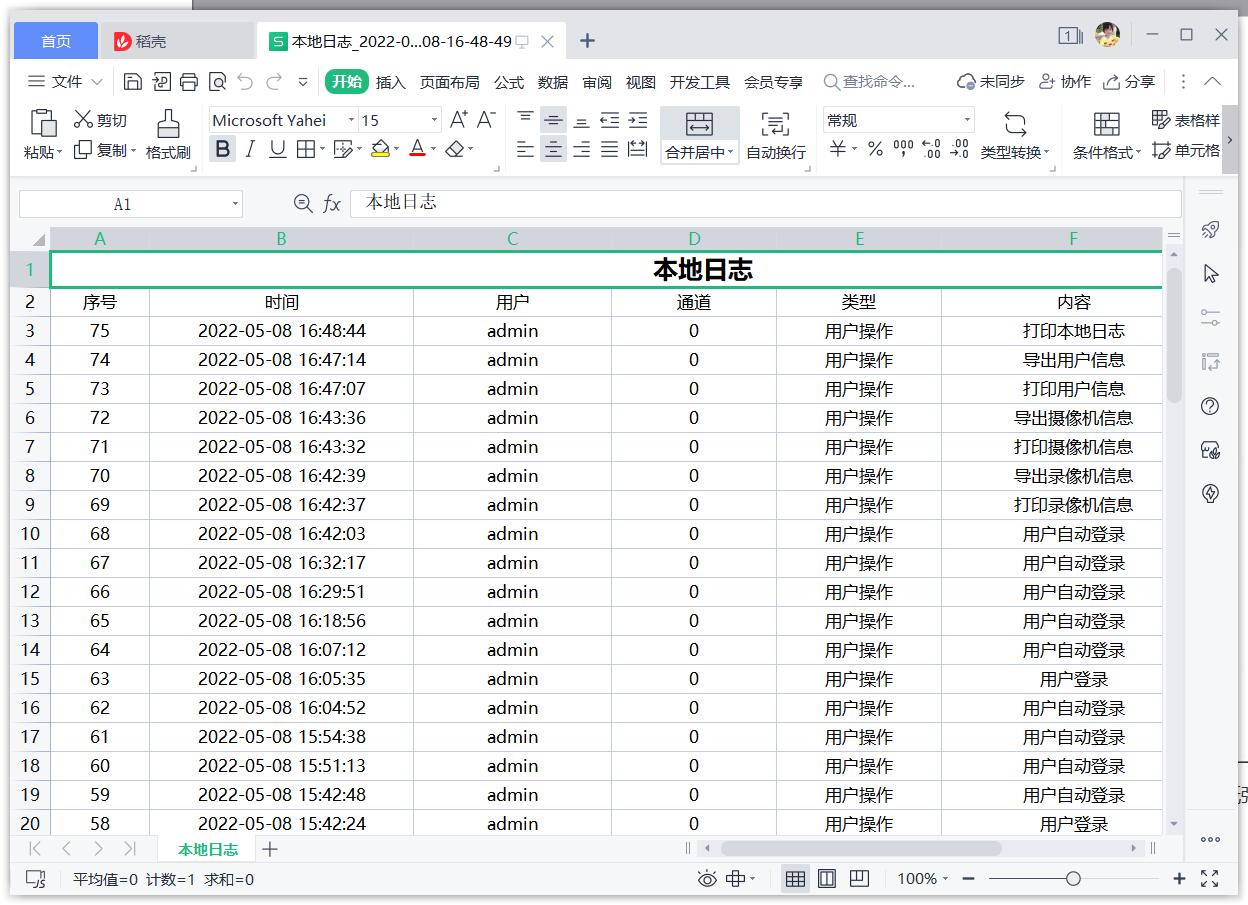 首页 稻壳 本地日志_2022-0...08-16-48-49
文件 开始 插入 页面布局 公式 数据 审阅 视图 开发工具 会员专享 查找命令... 未同步 协作 分享
剪切 Microsoft Yahei 15 常规 表格样
粘贴 复制 格式刷 合并居中 自动换行 类型转换 条件格式 单元格
A1 fx 本地日志
A B C D E F
1 本地日志
2 序号 时间 用户 通道 类型 内容
3 75 2022-05-08 16:48:44 admin 0 用户操作 打印本地日志
4 74 2022-05-08 16:47:14 admin 0 用户操作 导出用户信息
5 73 2022-05-08 16:47:07 admin 0 用户操作 打印用户信息
6 72 2022-05-08 16:43:36 admin 0 用户操作 导出摄像机信息
7 71 2022-05-08 16:43:32 admin 0 用户操作 打印摄像机信息
8 70 2022-05-08 16:42:39 admin 0 用户操作 导出录像机信息
9 69 2022-05-08 16:42:37 admin 0 用户操作 打印录像机信息
10 68 2022-05-08 16:42:03 admin 0 用户操作 用户自动登录
11 67 2022-05-08 16:32:17 admin 0 用户操作 用户自动登录
12 66 2022-05-08 16:29:51 admin 0 用户操作 用户自动登录
13 65 2022-05-08 16:18:56 admin 0 用户操作 用户自动登录
14 64 2022-05-08 16:07:12 admin 0 用户操作 用户自动登录
15 63 2022-05-08 16:05:35 admin 0 用户操作 用户登录
16 62 2022-05-08 16:04:52 admin 0 用户操作 用户自动登录
17 61 2022-05-08 15:54:38 admin 0 用户操作 用户自动登录
18 60 2022-05-08 15:51:13 admin 0 用户操作 用户自动登录
19 59 2022-05-08 15:42:48 admin 0 用户操作 用户自动登录
20 58 2022-05-08 15:42:24 admin 0 用户操作 用户登录
本地日志
平均值=0 计数=1 求和=0 100%